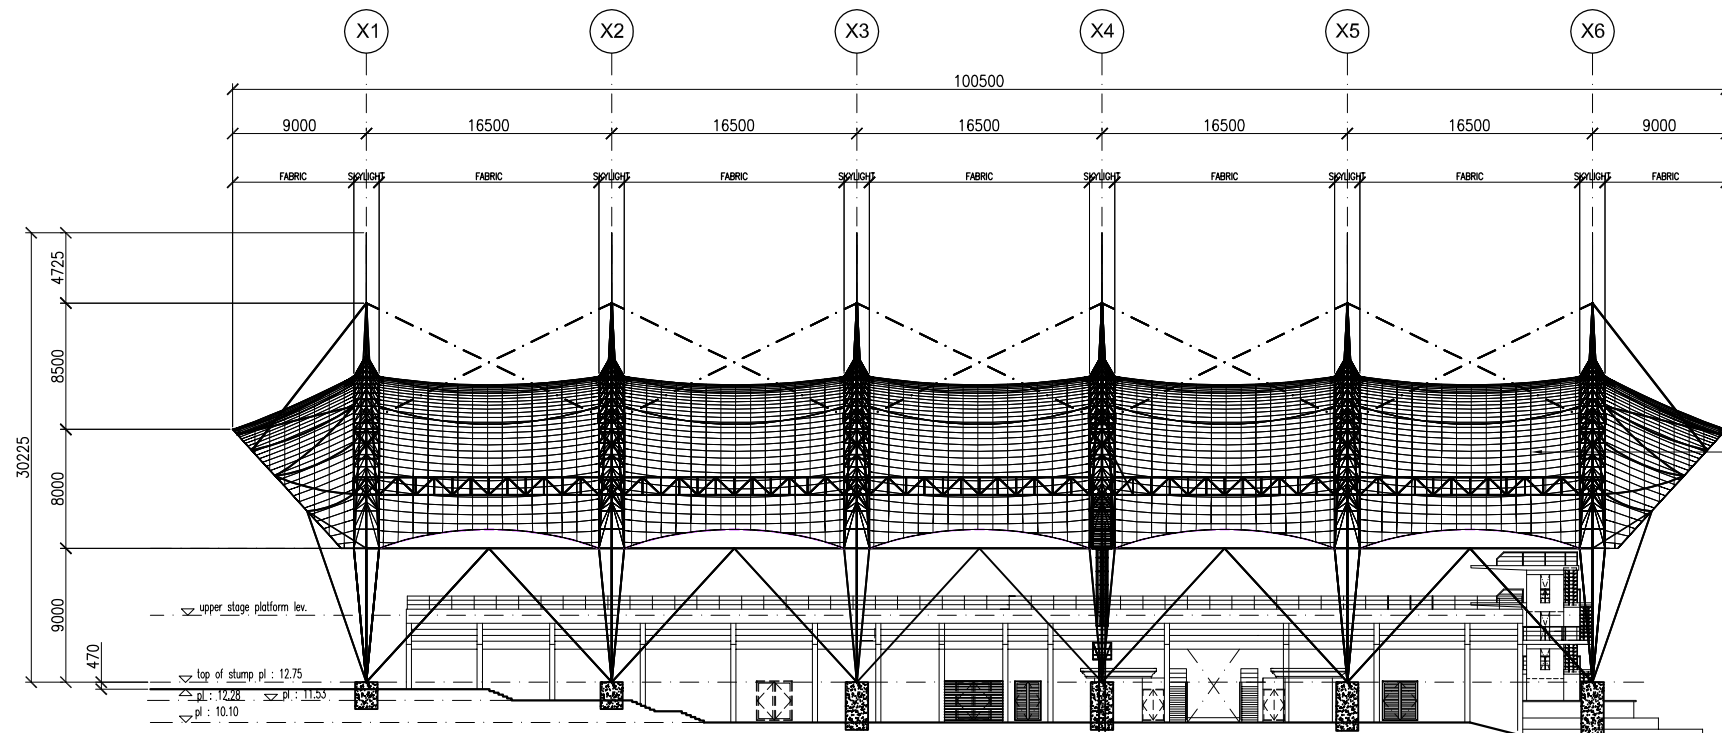 X1 X2 X3 X4 X5 X6
100500
9000 16500 16500 16500 16500 16500 9000
FABRIC SKYLIGHT FABRIC SKYLIGHT FABRIC SKYLIGHT FABRIC SKYLIGHT FABRIC SKYLIGHT FABRIC SKYLIGHT FABRIC
4725
8500
30225
8000
9000
470
upper stage platform lev.
top of stump pl : 12.75
pl : 12.28 pl : 11.53
pl : 10.10